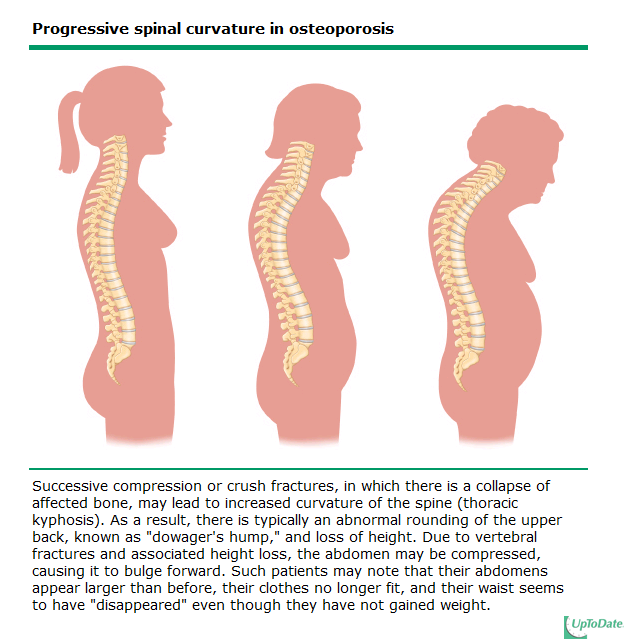 Progressive spinal curvature in osteoporosis
Successive compression or crush fractures, in which there is a collapse of
affected bone, may lead to increased curvature of the spine (thoracic
kyphosis). As a result, there is typically an abnormal rounding of the upper
back, known as "dowager's hump," and loss of height. Due to vertebral
fractures and associated height loss, the abdomen may be compressed,
causing it to bulge forward. Such patients may note that their abdomens
appear larger than before, their clothes no longer fit, and their waist seems
to have "disappeared" even though they have not gained weight.
UpToDate